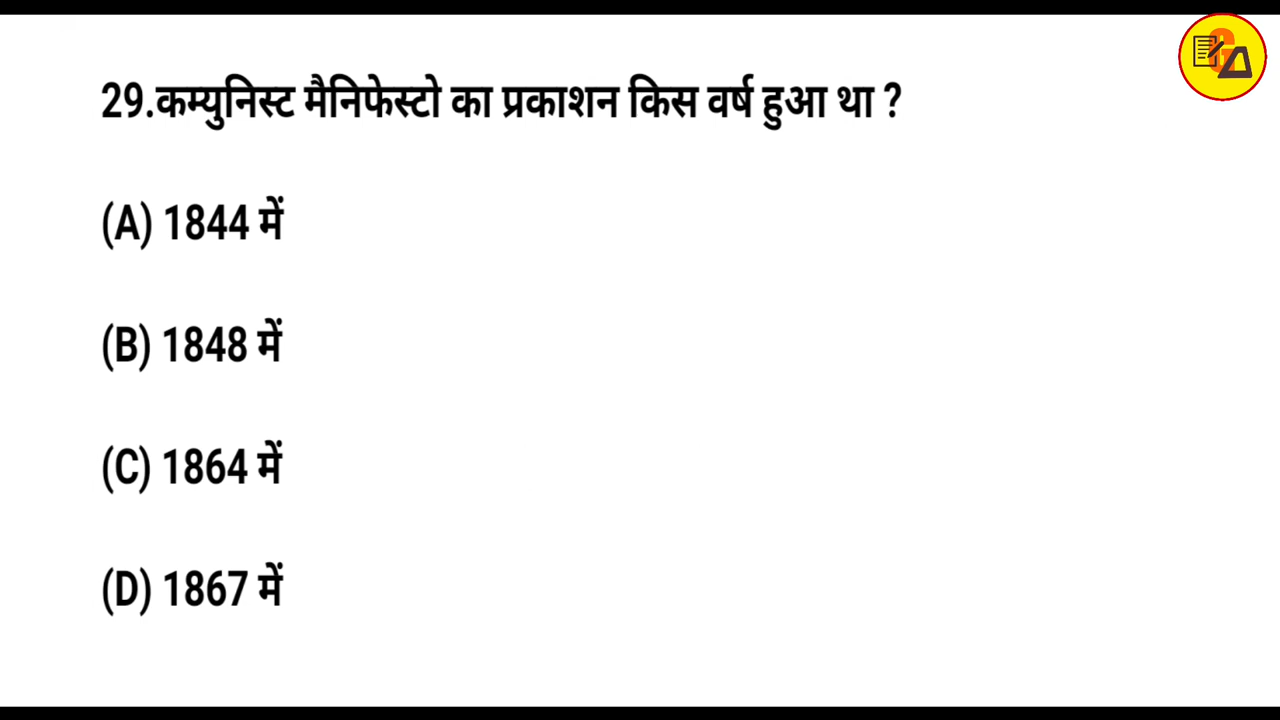 29.कम्युनिस्ट मैनिफेस्टो का प्रकाशन किस वर्ष हुआ था ?
(A) 1844 में
(B) 1848 में
(C) 1864 में
(D) 1867 में